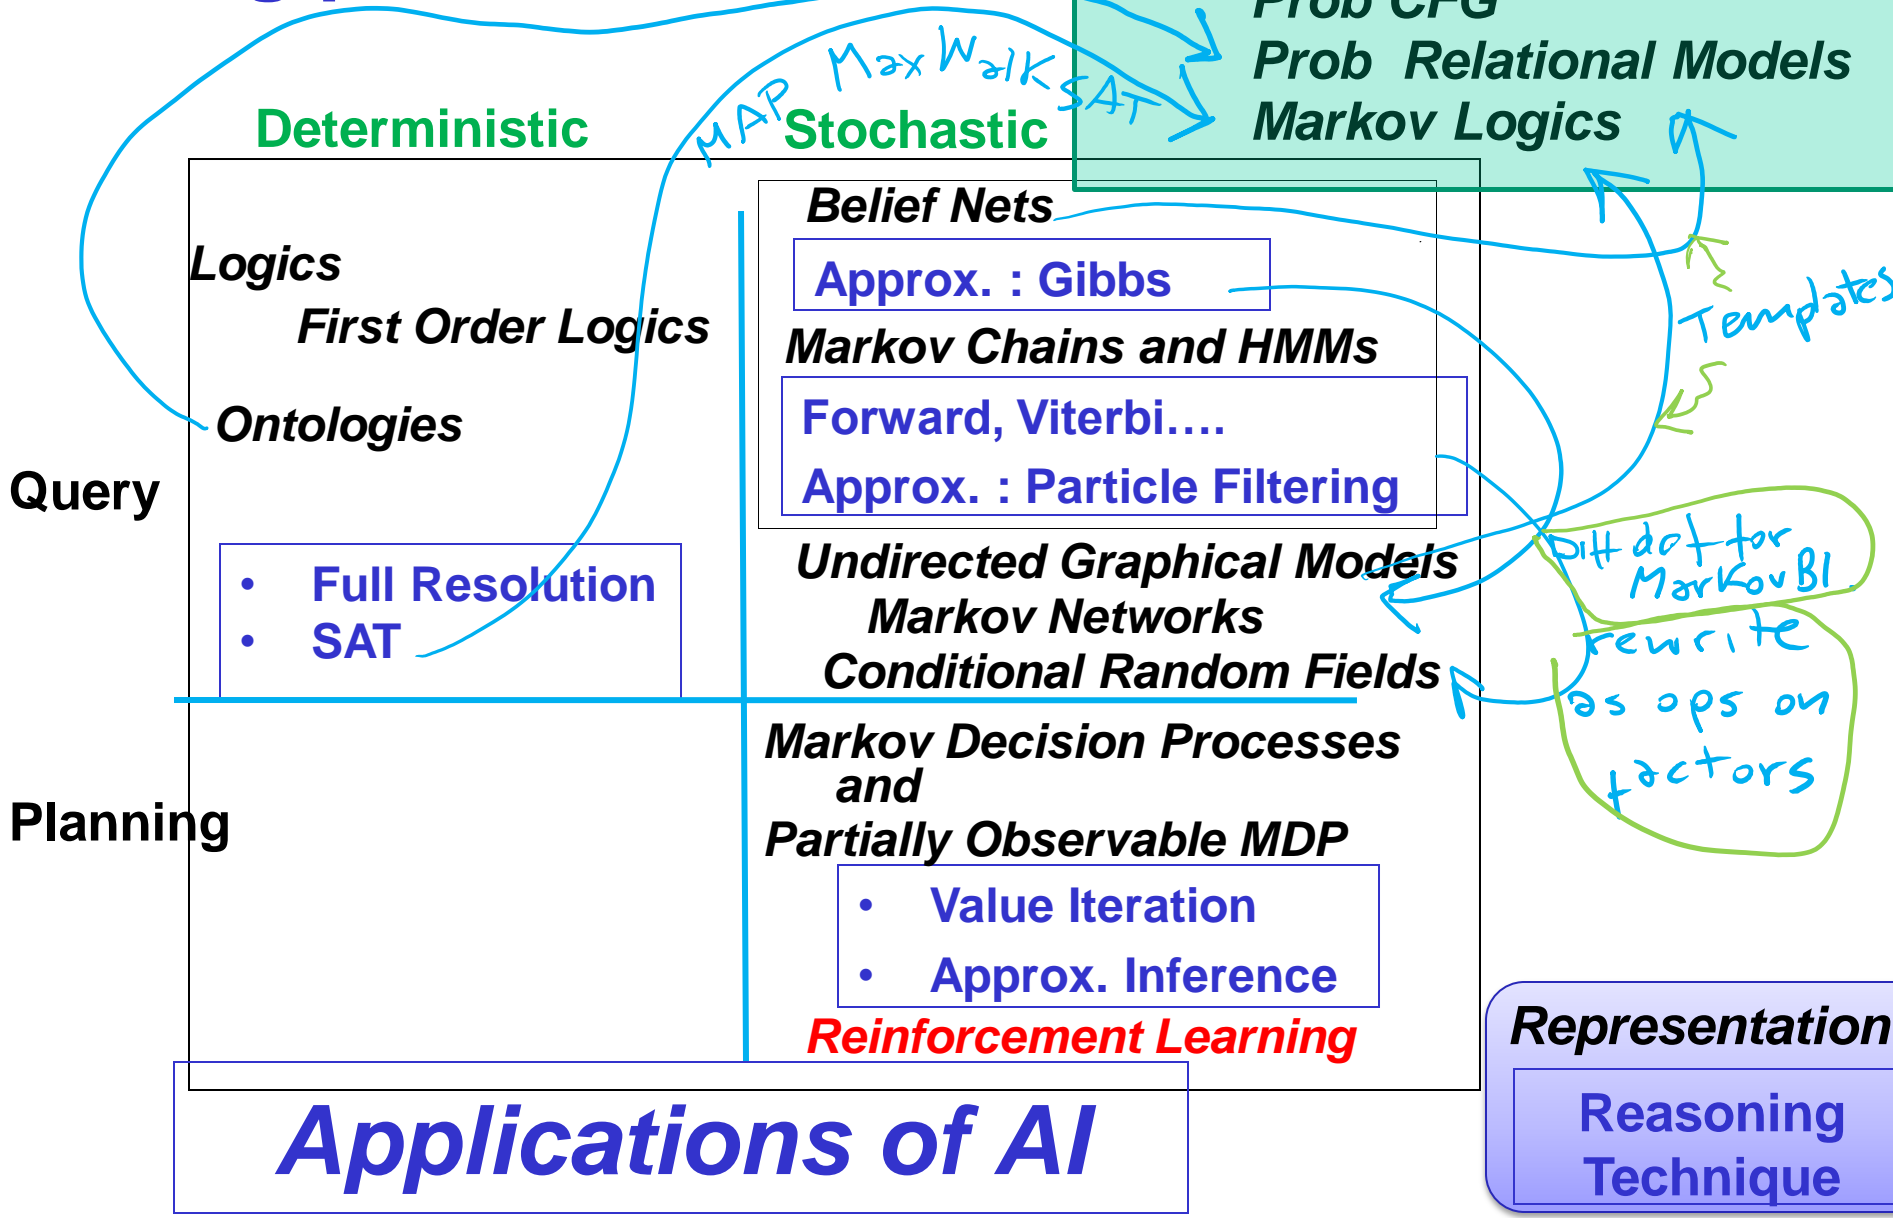 Prob CFG
Prob Relational Models
Markov Logics
MAP MaxWalkSAT
Deterministic
Stochastic
Belief Nets
Logics
Approx. : Gibbs
Templates
First Order Logics
Markov Chains and HMMs
Ontologies
Forward, Viterbi….
Query
Approx. : Particle Filtering
Undirected Graphical Models
Diff def for
Markov Bl.
• Full Resolution
Markov Networks
• SAT
Conditional Random Fields
rewrite
as ops on
factors
Markov Decision Processes
and
Planning
Partially Observable MDP
• Value Iteration
• Approx. Inference
Reinforcement Learning
Representation
Reasoning
Technique
Applications of AI